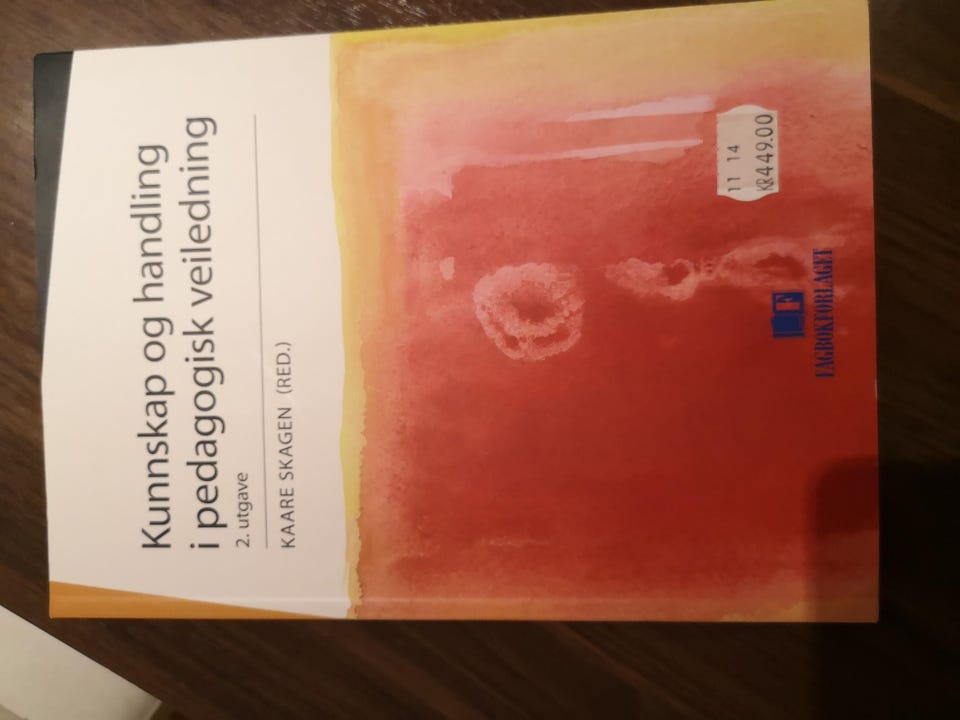 Kunnskap og handling
i pedagogisk veiledning
2. utgave
KAARE SKAGEN (RED.)
11 14
KR449.00
F
FAGBOKFORLAGET